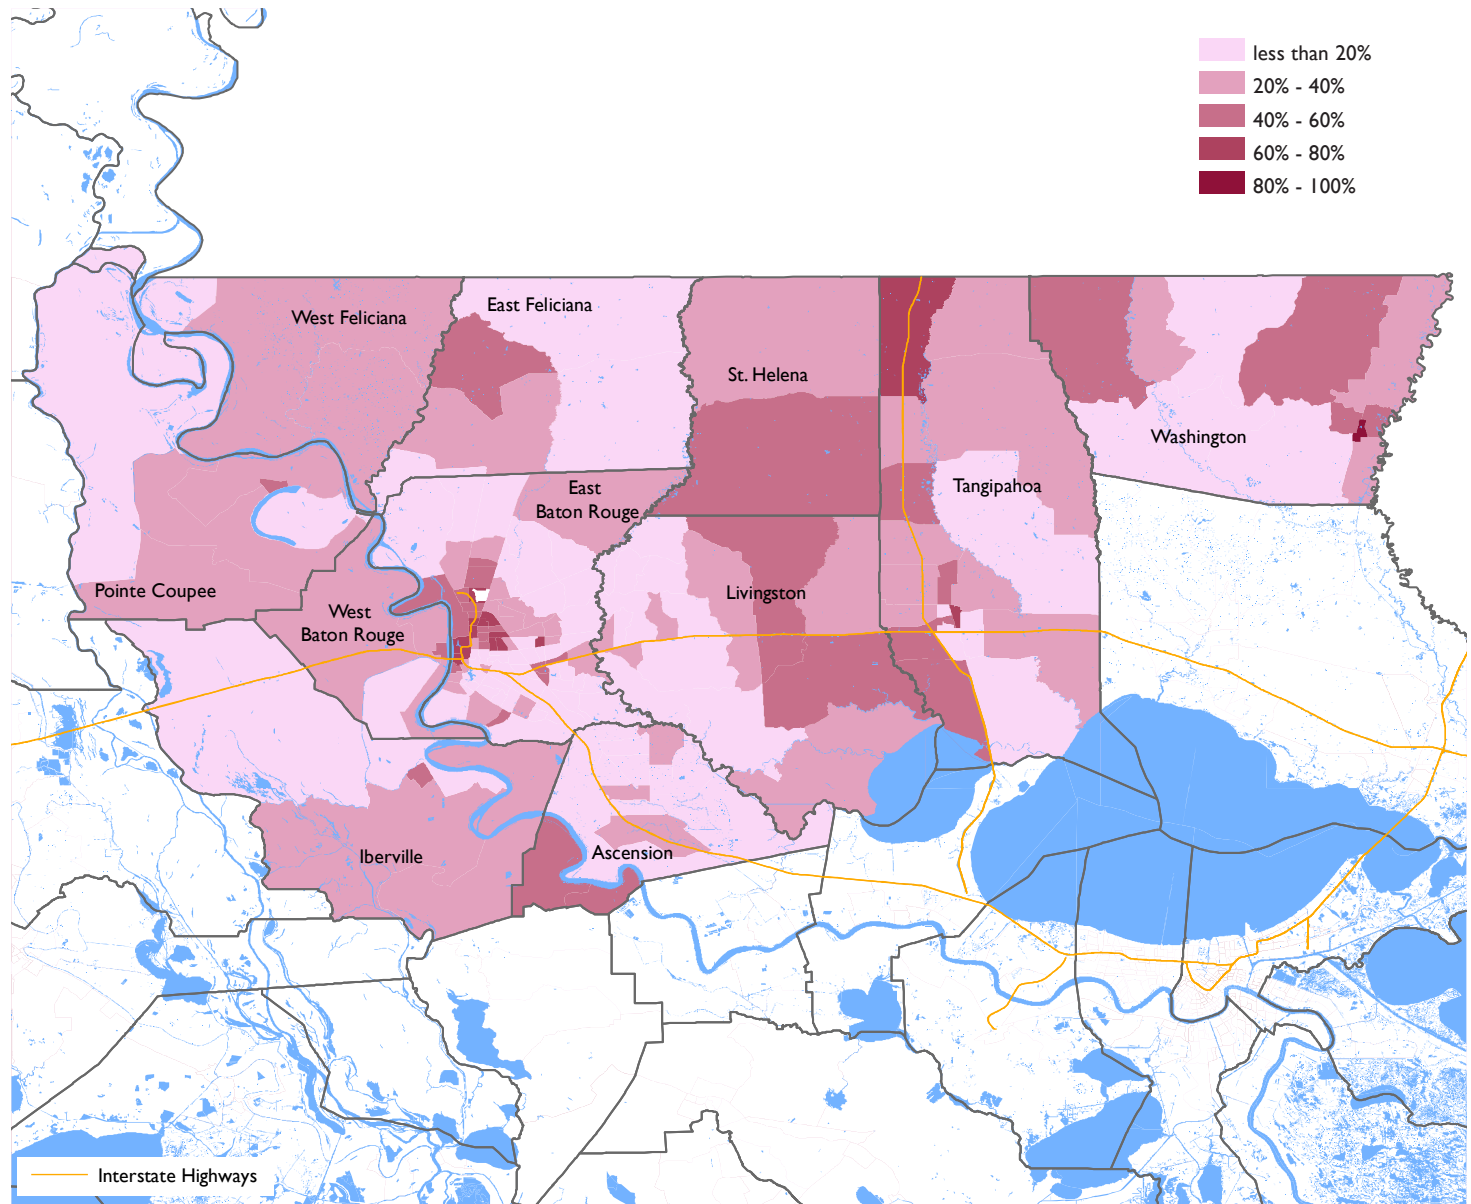 less than 20%
20% - 40%
40% - 60%
60% - 80%
80% - 100%
West Feliciana
East Feliciana
St. Helena
Washington
Tangipahoa
East
Baton Rouge
Pointe Coupee
West
Baton Rouge
Livingston
Iberville
Ascension
Interstate Highways